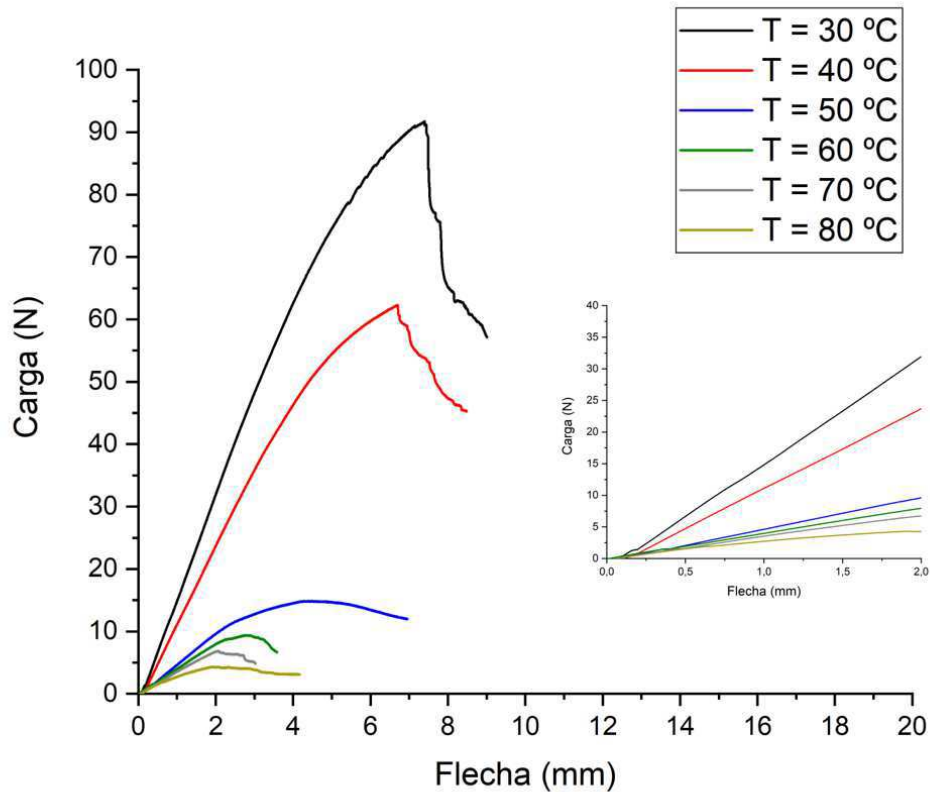 T = 30 ºC
T = 40 ºC
T = 50 ºC
T = 60 ºC
T = 70 ºC
T = 80 ºC
100
90
80
70
60
50
40
30
20
10
0
Carga (N)
0 2 4 6 8 10 12 14 16 18 20
Flecha (mm)
40
35
30
25
20
15
10
5
0
Carga (N)
0,0 0,5 1,0 1,5 2,0
Flecha (mm)